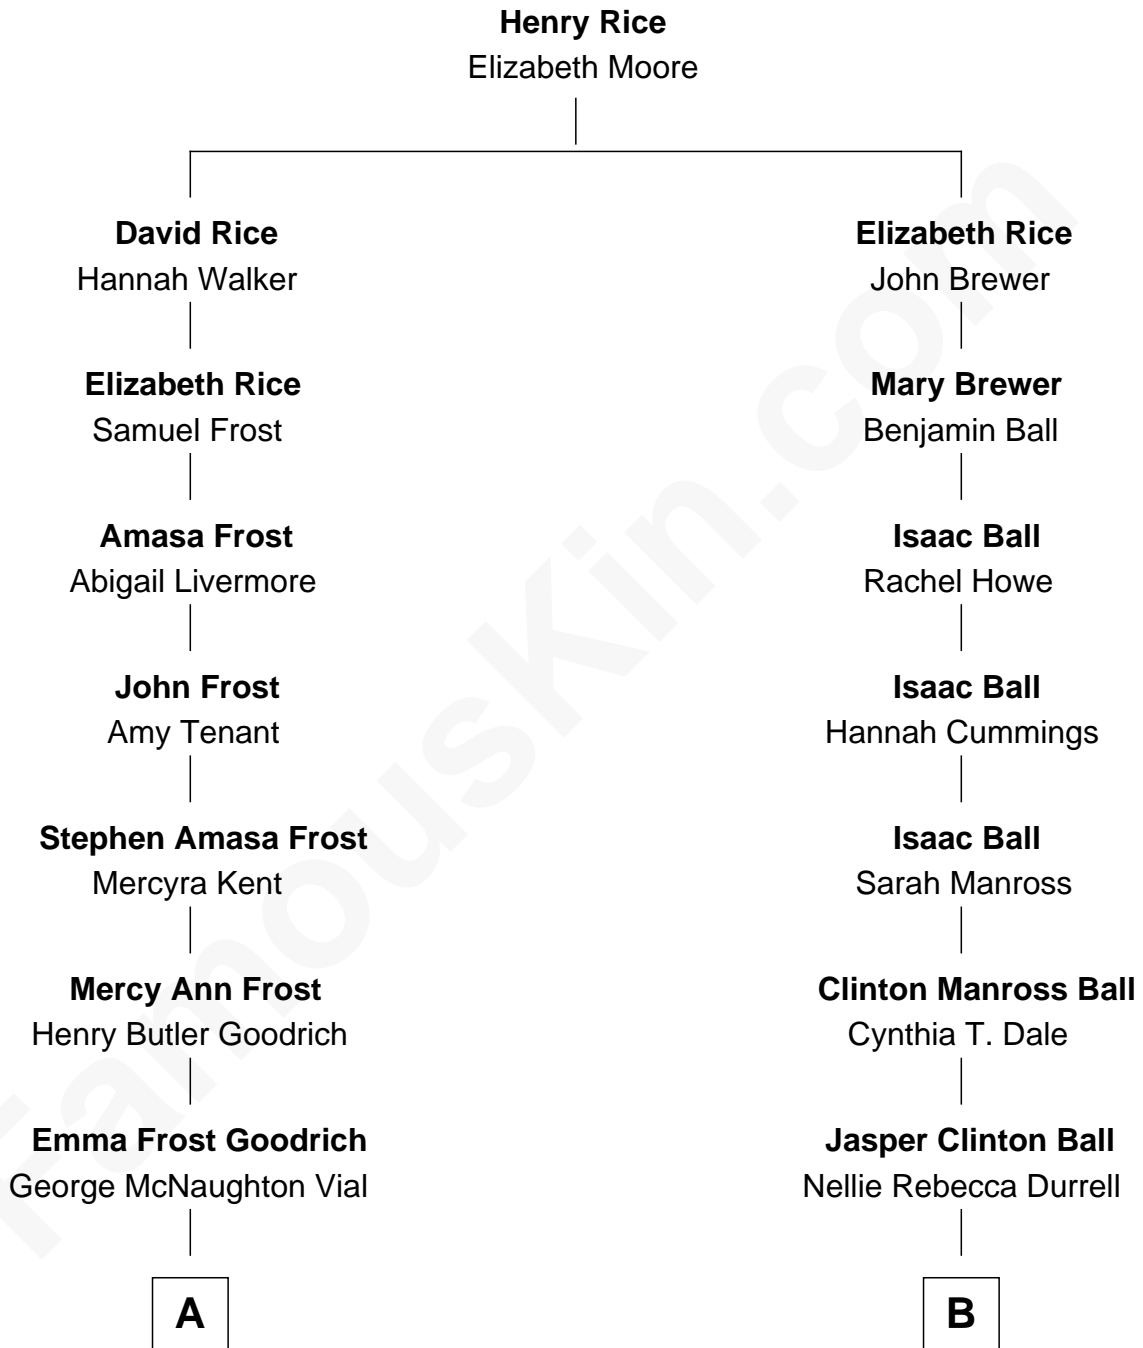 Henry Rice
Elizabeth Moore
David Rice
Hannah Walker
Elizabeth Rice
John Brewer
Elizabeth Rice
Samuel Frost
Mary Brewer
Benjamin Ball
Amasa Frost
Abigail Livermore
Isaac Ball
Rachel Howe
John Frost
Amy Tenant
Isaac Ball
Hannah Cummings
Stephen Amasa Frost
Mercyra Kent
Isaac Ball
Sarah Manross
Mercy Ann Frost
Henry Butler Goodrich
Clinton Manross Ball
Cynthia T. Dale
Emma Frost Goodrich
George McNaughton Vial
Jasper Clinton Ball
Nellie Rebecca Durrell
A
B
FamousKin.com